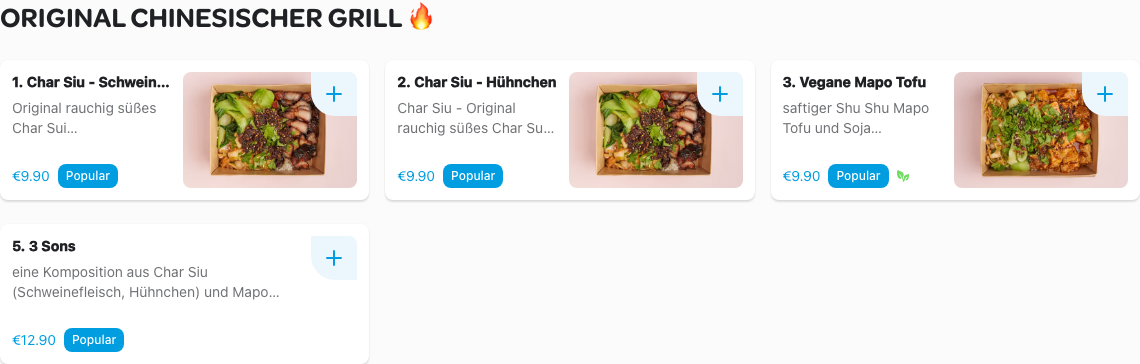 ORIGINAL CHINESISCHER GRILL 🔥
1. Char Siu - Schwein...
Original rauchig süßes
Char Sui...
€9.90 Popular
2. Char Siu - Hühnchen
Char Siu - Original
rauchig süßes Char Su...
€9.90 Popular
3. Vegane Mapo Tofu
saftiger Shu Shu Mapo
Tofu und Soja...
€9.90 Popular
5. 3 Sons
eine Komposition aus Char Siu
(Schweinefleisch, Hühnchen) und Mapo...
€12.90 Popular